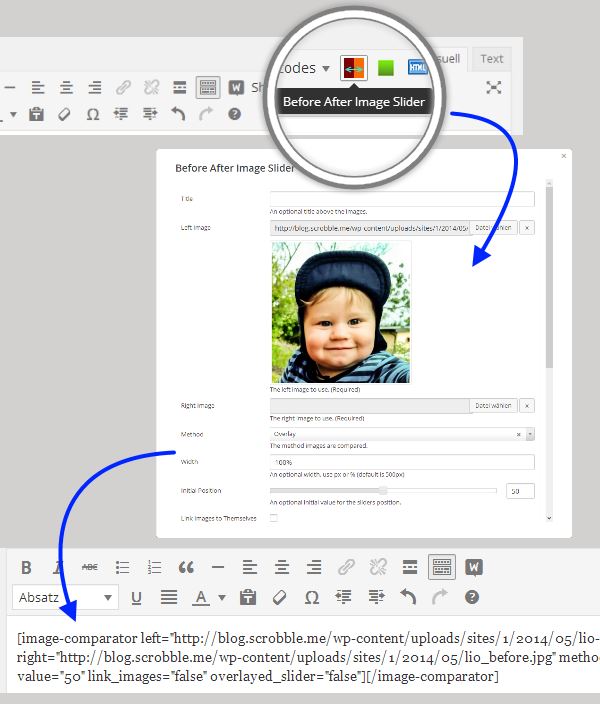 codes
suell
Text
HTML
W
Sh
Before After Image Slider
Before After Image Slider
Title
An optional title above the images.
Left Image
http://blog.scrobble.me/wp-content/uploads/sites/1/2014/05/
Datei wählen
The left image to use. (Required)
Right Image
Datei wählen
The right image to use. (Required)
Method
Overlay
The method images are compared.
Width
100%
An optional width, use px or % (default is 500px)
Initial Position
50
An optional initial value for the sliders position.
Link Images to Themselves
B I ABC W
Absatz U A
[image-comparator left="http://blog.scrobble.me/wp-content/uploads/sites/1/2014/05/lio-
right="http://blog.scrobble.me/wp-content/uploads/sites/1/2014/05/lio_before.jpg" metho
value="50" link_images="false" overlayed_slider="false"][/image-comparator]